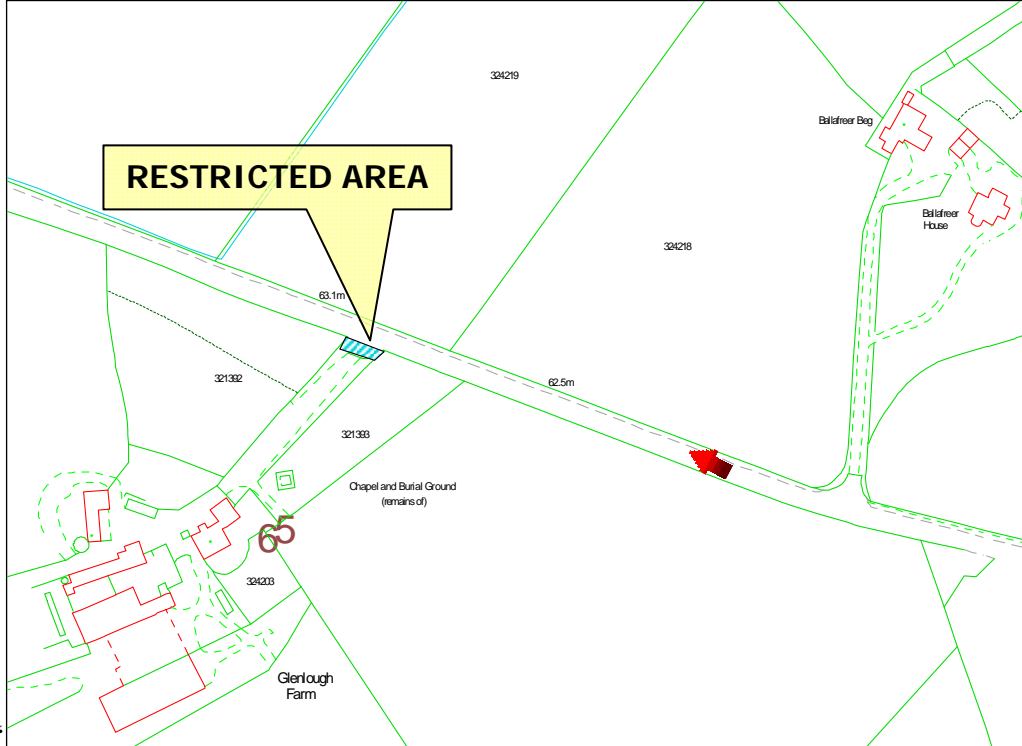 324219
Ballafreer Beg
RESTRICTED AREA
Ballafreer
House
324218
63.1m
62.5m
321392
321393
Chapel and Burial Ground
(remains of)
65
324203
Glenlough
Farm